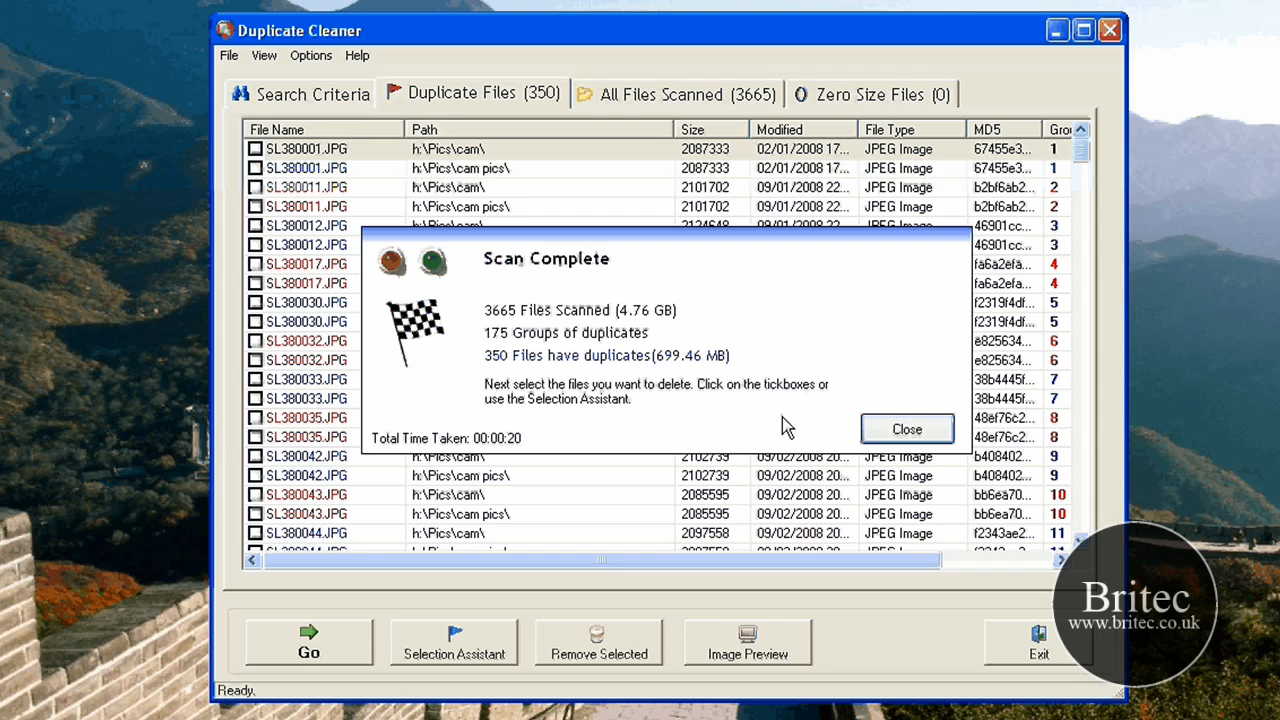 Duplicate Cleaner
File View Options Help
Search Criteria Duplicate Files (350) All Files Scanned (3665) Zero Size Files (0)
File Name Path Size Modified File Type MD5
SL380001.JPG h:\Pics\cam\ 2087333 02/01/2008 17... JPEG Image 67455e3... 1
SL380001.JPG h:\Pics\cam pics\ 2087333 02/01/2008 17... JPEG Image 67455e3... 1
SL380011.JPG h:\Pics\cam\ 2101702 09/01/2008 22... JPEG Image b2bf6ab2... 2
SL380011.JPG h:\Pics\cam pics\ 2101702 09/01/2008 22... JPEG Image b2bf6ab2... 2
SL380012.JPG h:\Pics\cam\ 2124648 09/01/2008 22... JPEG Image 46901cc... 3
SL380012.JPG 46901cc... 3
SL380017.JPG fa6a2efa... 4
SL380017.JPG fa6a2efa... 4
SL380030.JPG f2319f4df... 5
SL380030.JPG f2319f4df... 5
SL380032.JPG e825634... 6
SL380032.JPG e825634... 6
SL380033.JPG 38b4445f... 7
SL380033.JPG 38b4445f... 7
SL380035.JPG 48ef76c2... 8
SL380035.JPG 48ef76c2... 8
SL380042.JPG h:\Pics\cam\ 2102739 09/02/2008 20... JPEG Image b408402... 9
SL380042.JPG h:\Pics\cam pics\ 2102739 09/02/2008 20... JPEG Image b408402... 9
SL380043.JPG h:\Pics\cam\ 2085595 09/02/2008 20... JPEG Image bb6ea70... 10
SL380043.JPG h:\Pics\cam pics\ 2085595 09/02/2008 20... JPEG Image bb6ea70... 10
SL380044.JPG h:\Pics\cam\ 2097558 09/02/2008 20... JPEG Image f2343ae2... 11
Scan Complete
3665 Files Scanned (4.76 GB)
175 Groups of duplicates
350 Files have duplicates(699.46 MB)
Next select the files you want to delete. Click on the tickboxes or
use the Selection Assistant.
Total Time Taken: 00:00:20
Close
Go Selection Assistant Remove Selected Image Preview Exit
Ready.
Britec
www.britec.co.uk